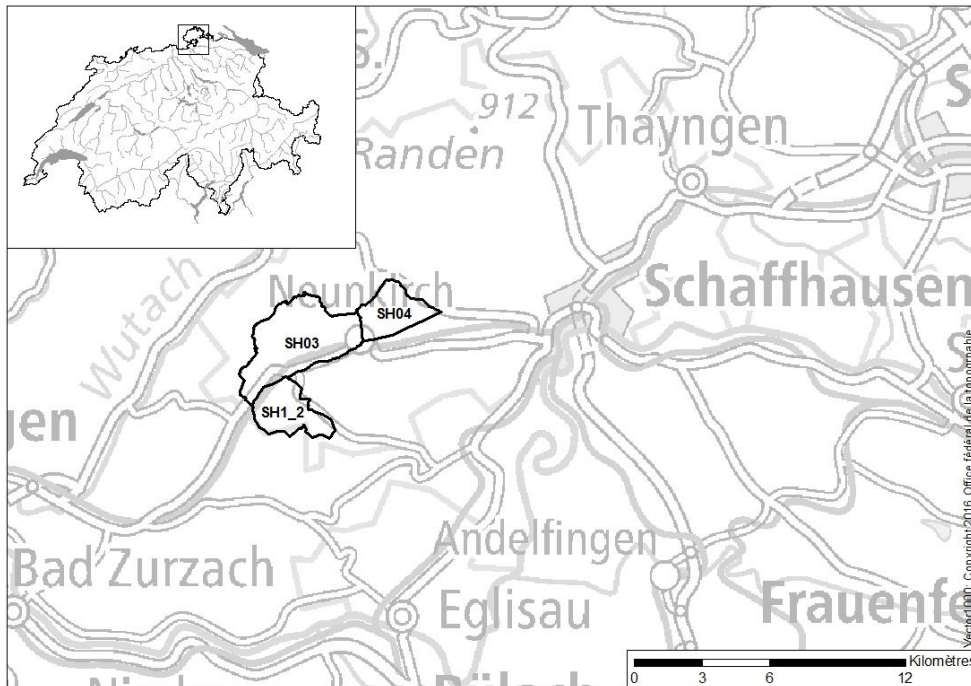 s.
912
Randen
Thayngen
S
Neunkirch
Schaffhausen
SH04
SH03
Wutach
SH1_2
S
gen
Andelfingen
Bad Zurzach
Eglisau
Frauenfe
Vector1000: Copyright 2016, Office fédéral de la topographie
Kilomètres
0 3 6 12